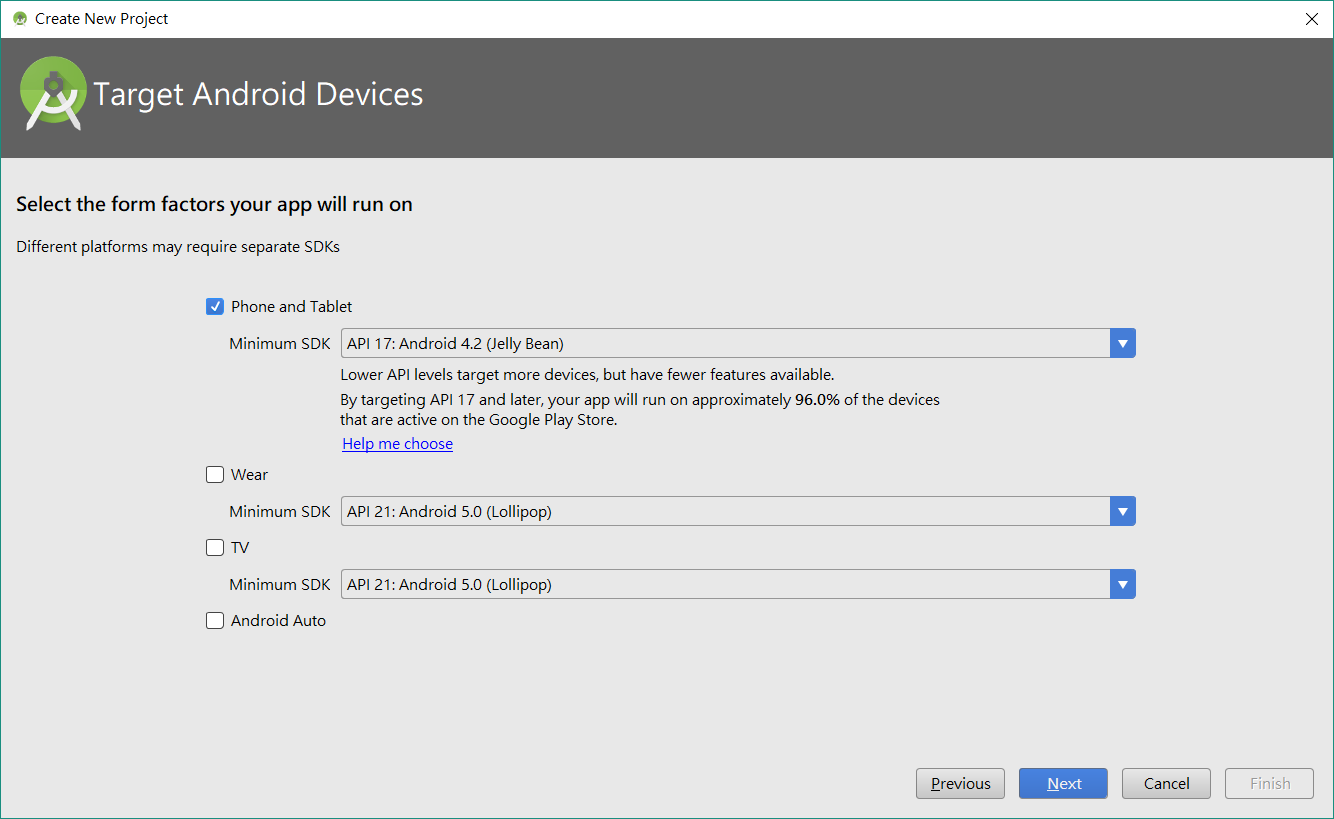 Create New Project
Target Android Devices
Select the form factors your app will run on
Different platforms may require separate SDKs
Phone and Tablet
Minimum SDK API 17: Android 4.2 (Jelly Bean)
Lower API levels target more devices, but have fewer features available.
By targeting API 17 and later, your app will run on approximately 96.0% of the devices
that are active on the Google Play Store.
Help me choose
Wear
Minimum SDK API 21: Android 5.0 (Lollipop)
TV
Minimum SDK API 21: Android 5.0 (Lollipop)
Android Auto
Previous Next Cancel Finish